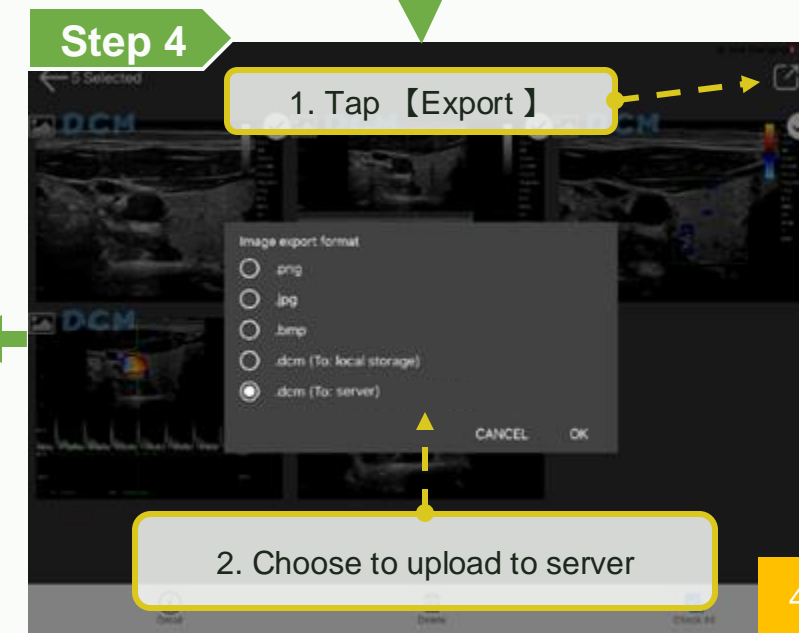 Step 4
5 Selected
1. Tap 【Export 】
DCM
DCM
Image export format
.png
.jpg
.bmp
.dcm (To: local storage)
DCM
.dcm (To: server)
CANCEL OK
2. Choose to upload to server
4
Detail Delete Check All